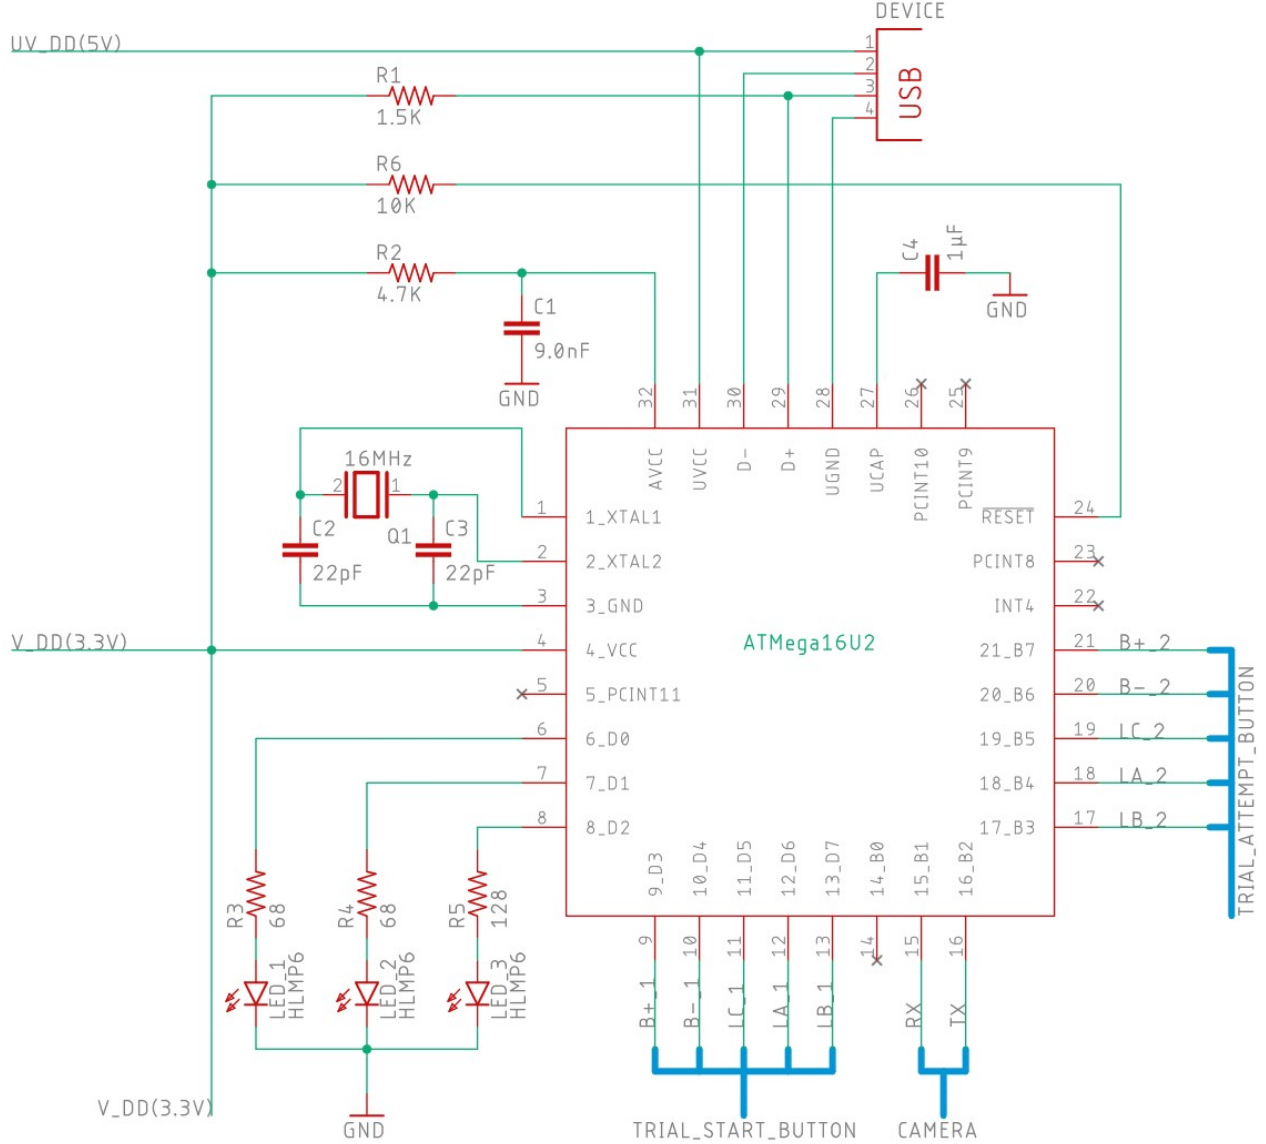 DEVICE
UV_DD(5V)
1
2
3
4
USB
R1
1.5K
R6
10K
R2
4.7K
C1
9.0nF
GND
C4
1µF
GND
32
31
30
29
28
27
26
25
AVCC
UVCC
D-
D+
UGND
UCAP
PCINT10
PCINT9
16MHz
2
1
Q1
C2
22pF
C3
22pF
1
1_XTAL1
2
2_XTAL2
3
3_GND
V_DD(3.3V)
4
4_VCC
5
5_PCINT11
6
6_D0
7
7_D1
8
8_D2
ATMega16U2
RESET
24
PCINT8
23
INT4
22
21_B7
21
B+_2
20_B6
20
B-_2
19_B5
19
LC_2
18_B4
18
LA_2
17_B3
17
LB_2
TRIAL_ATTEMPT_BUTTON
9_D3
10_D4
11_D5
12_D6
13_D7
14_B0
15_B1
16_B2
9
10
11
12
13
14
15
16
B+_1
B-_1
LC_1
LA_1
LB_1
RX
TX
R3
68
R4
68
R5
128
LED_1
HLMP6
LED_2
HLMP6
LED_3
HLMP6
V_DD(3.3V)
GND
TRIAL_START_BUTTON
CAMERA